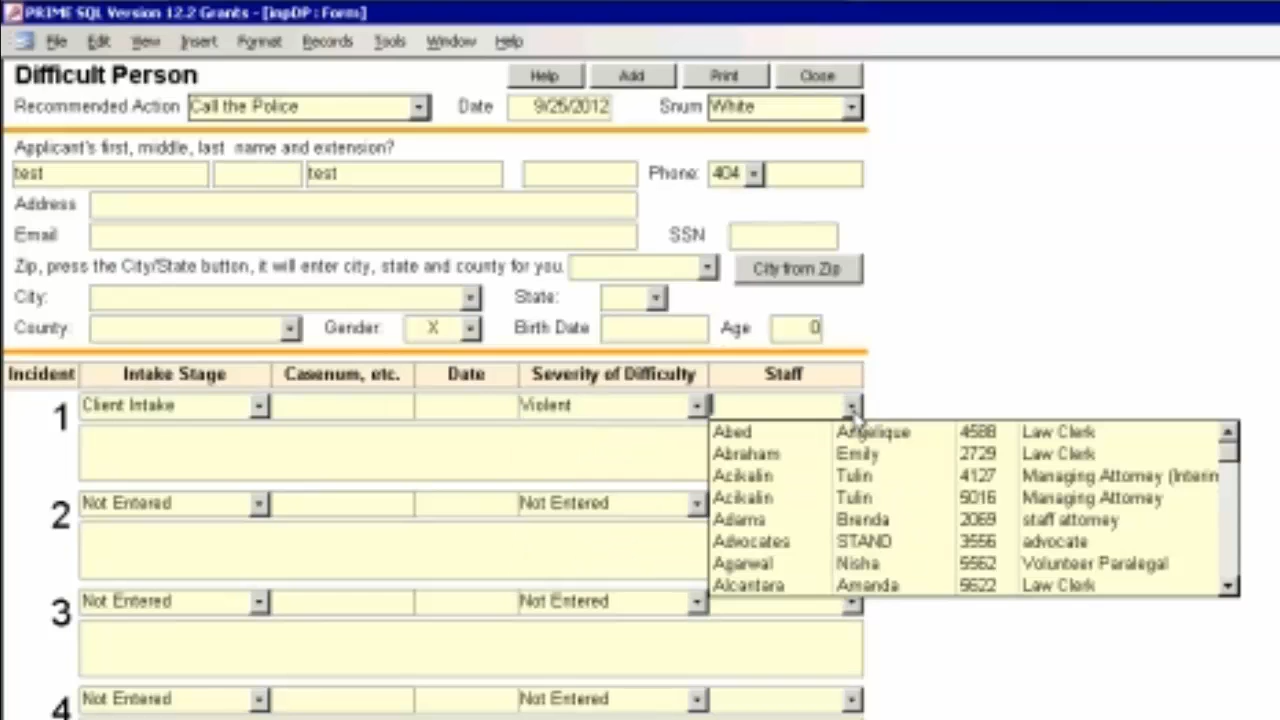 PRIME SQL Version 12.2 Grants - [inpDP : Form]
File Edit View Insert Format Records Tools Window Help
Difficult Person Help Add Print Close
Recommended Action Call the Police Date 9/25/2012 Snum White
Applicant's first, middle, last name and extension?
test test Phone: 404
Address
Email SSN
Zip, press the City/State button, it will enter city, state and county for you. City from Zip
City: State:
County: Gender: X Birth Date Age 0
Incident Intake Stage Casenum, etc. Date Severity of Difficulty Staff
1 Client Intake Violent
Abed Angelique 4588 Law Clerk
Abraham Emily 2729 Law Clerk
Acikalin Tulin 4127 Managing Attorney (Interin
Acikalin Tulin 5016 Managing Attorney
2 Not Entered Not Entered
Adams Brenda 2069 staff attorney
Advocates STAND 3556 advocate
Agarwal Nisha 5562 Volunteer Paralegal
Alcantara Amanda 5622 Law Clerk
3 Not Entered Not Entered
4 Not Entered Not Entered